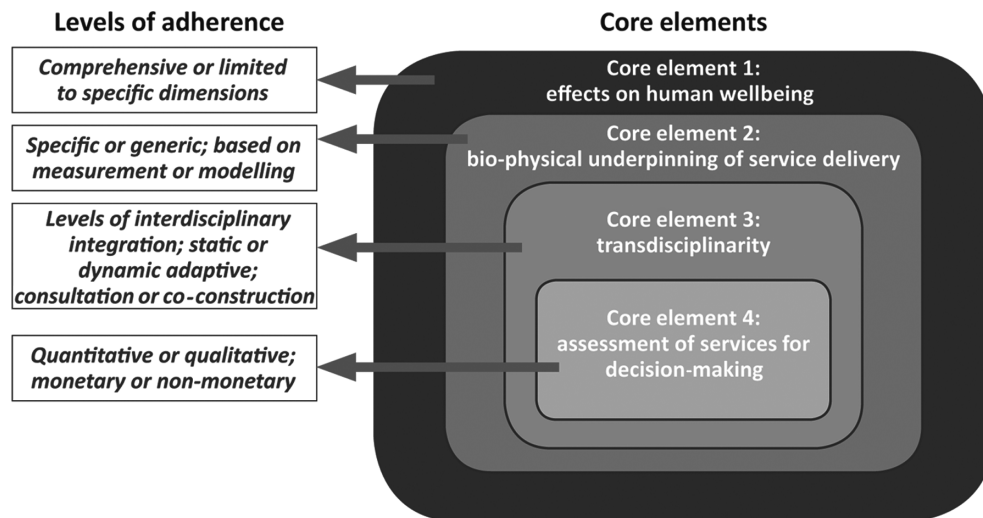 Levels of adherence
Core elements
Comprehensive or limited
to specific dimensions
Core element 1:
effects on human wellbeing
Specific or generic; based on
measurement or modelling
Core element 2:
bio-physical underpinning of service delivery
Levels of interdisciplinary
integration; static or
dynamic adaptive;
consultation or co-construction
Core element 3:
transdisciplinarity
Quantitative or qualitative;
monetary or non-monetary
Core element 4:
assessment of services for
decision-making